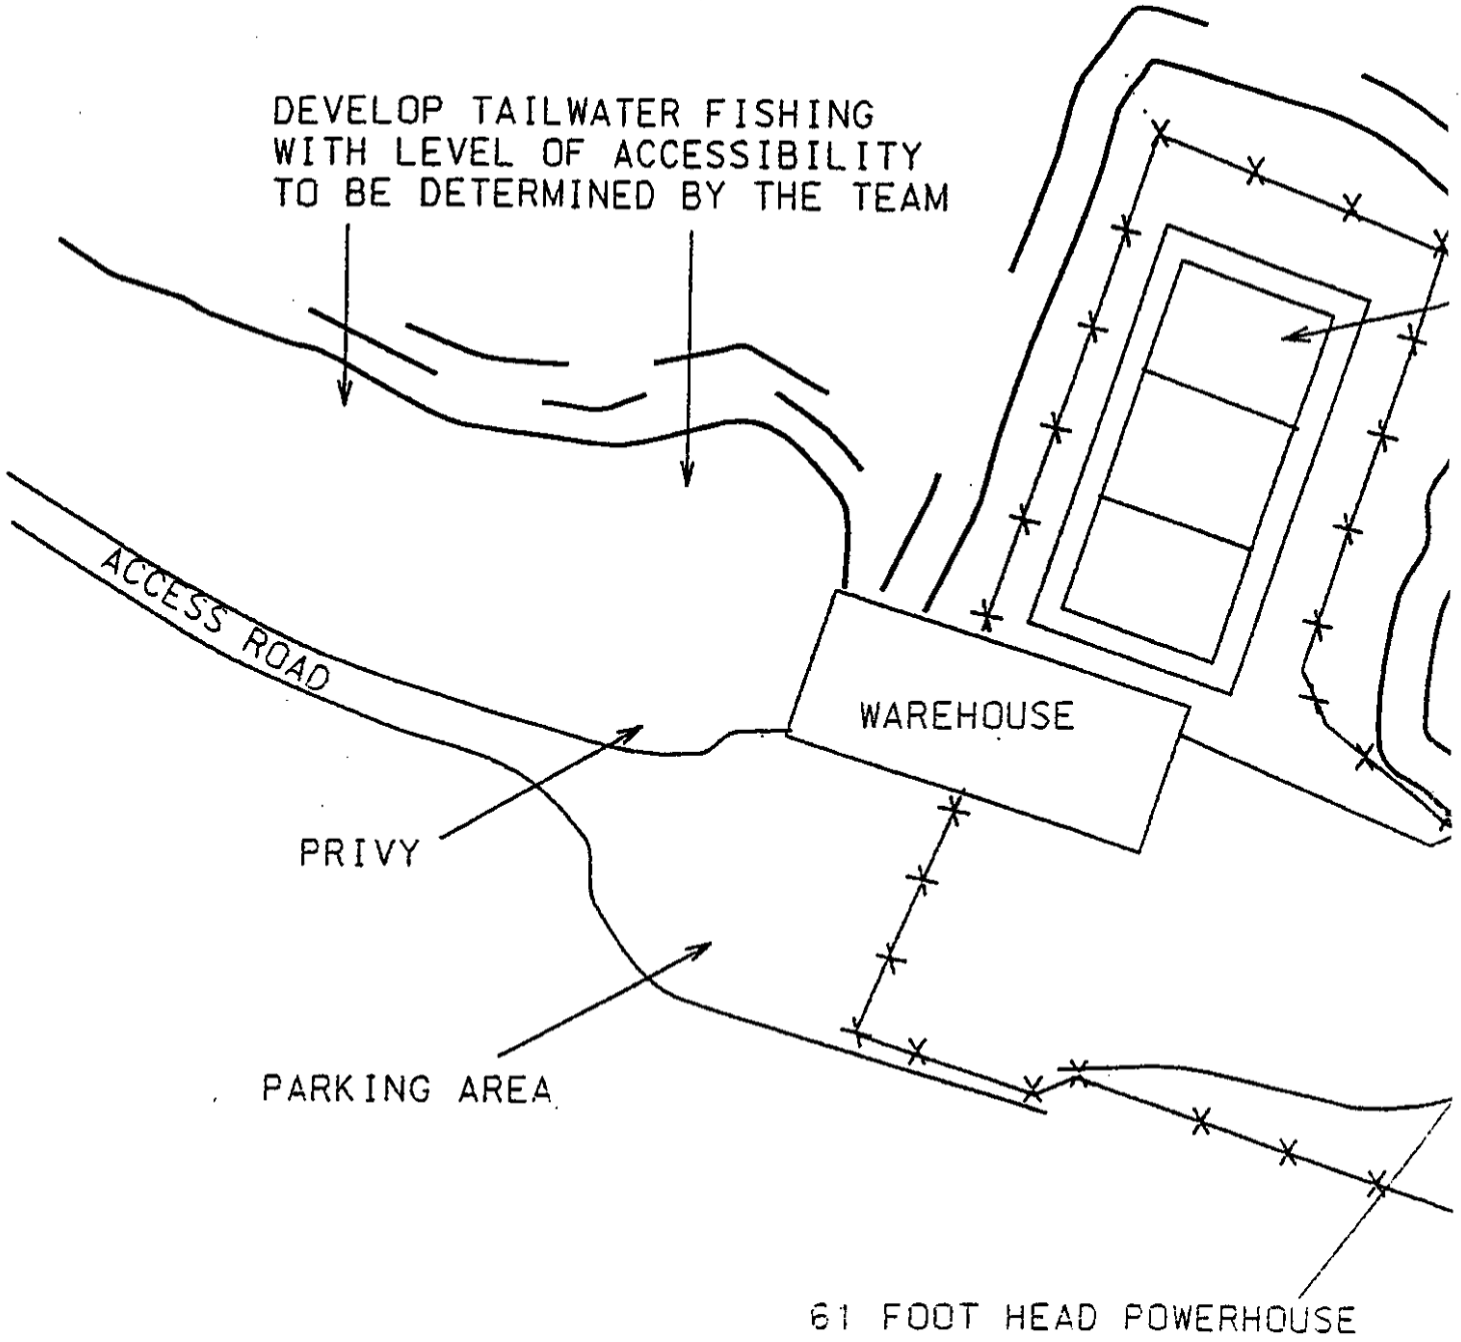 DEVELOP TAILWATER FISHING
WITH LEVEL OF ACCESSIBILITY
TO BE DETERMINED BY THE TEAM
ACCESS ROAD
WAREHOUSE
PRIVY
PARKING AREA
61 FOOT HEAD POWERHOUSE